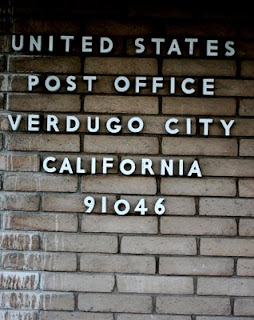 UNITED STATES
POST OFFICE
VERDUGO CITY
CALIFORNIA
91046